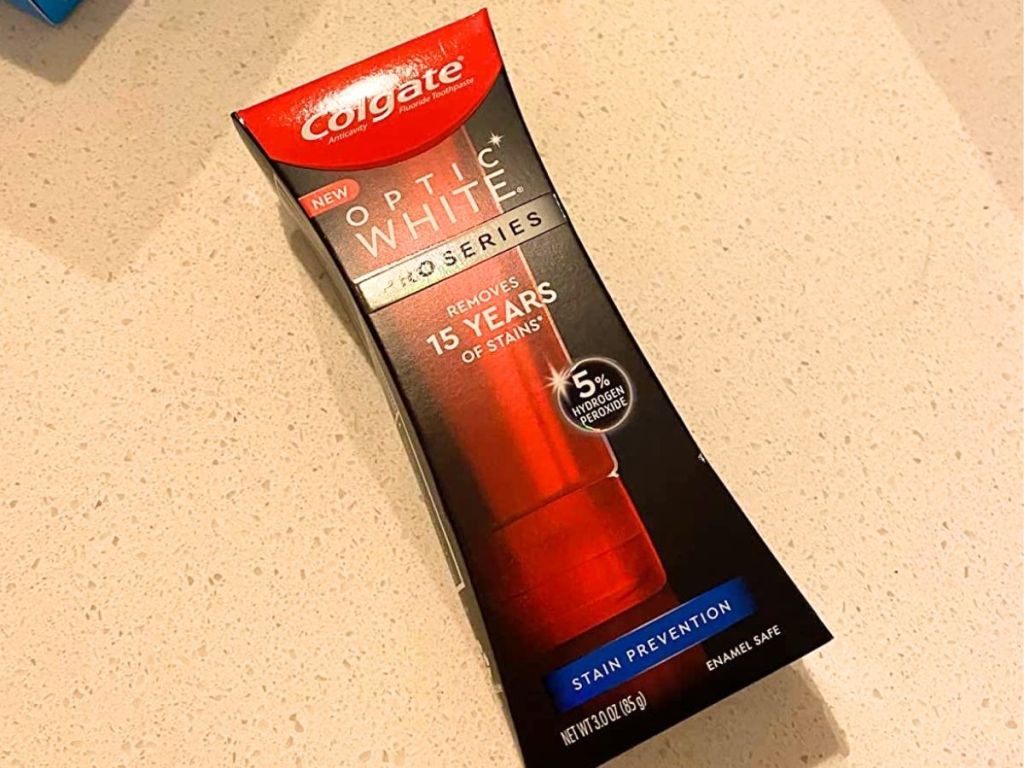 Colgate®
Anticavity Fluoride Toothpaste
NEW
OPTIC
WHITE®
PRO SERIES
REMOVES
15 YEARS
OF STAINS*
5%
HYDROGEN
PEROXIDE
STAIN PREVENTION
ENAMEL SAFE
NET WT 3.0 OZ (85 g)